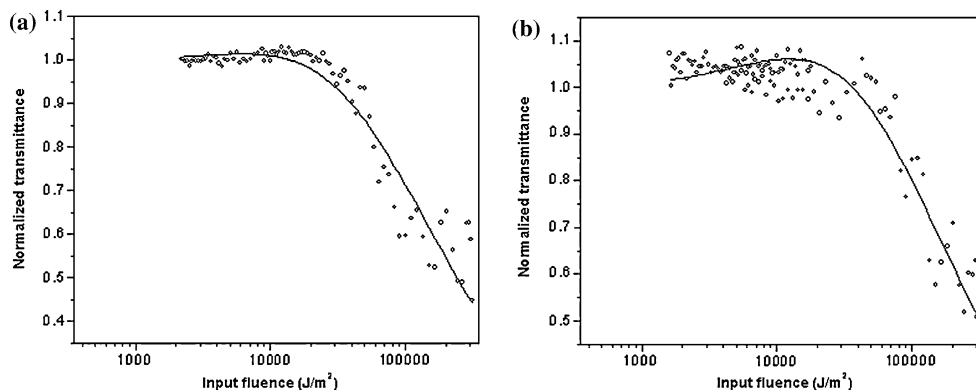 (a)
Normalized transmittance
1.1
1.0
0.9
0.8
0.7
0.6
0.5
0.4
1000 10000 100000
Input fluence (J/m²)
(b)
Normalized transmittance
1.1
1.0
0.9
0.8
0.7
0.6
0.5
1000 10000 100000
Input fluence (J/m²)